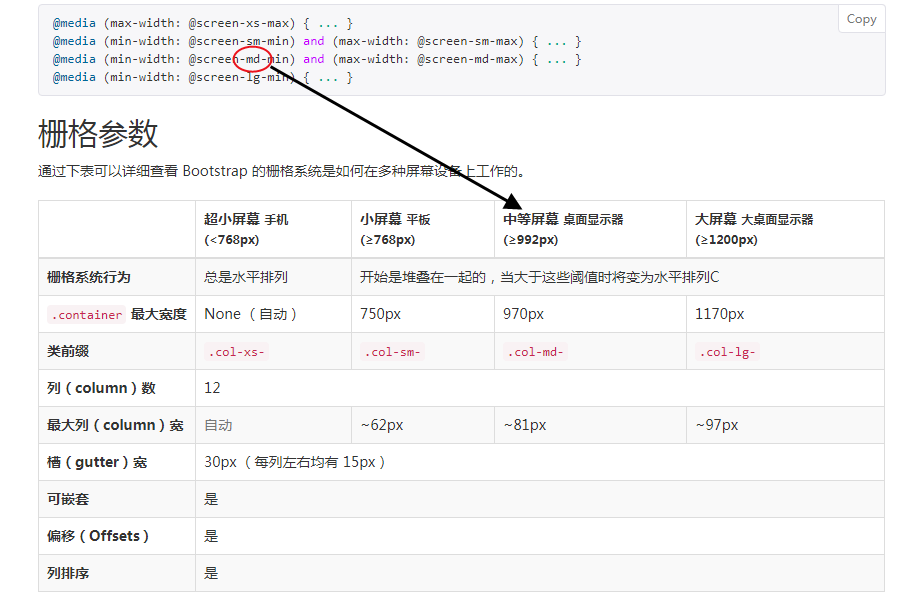 @media (max-width: @screen-xs-max) { ... }
@media (min-width: @screen-sm-min) and (max-width: @screen-sm-max) { ... }
@media (min-width: @screen-md-min) and (max-width: @screen-md-max) { ... }
@media (min-width: @screen-lg-min) { ... }
Copy
栅格参数
通过下表可以详细查看 Bootstrap 的栅格系统是如何在多种屏幕设备上工作的。
超小屏幕 手机 (<768px)
小屏幕 平板 (≥768px)
中等屏幕 桌面显示器 (≥992px)
大屏幕 大桌面显示器 (≥1200px)
栅格系统行为 总是水平排列 开始是堆叠在一起的，当大于这些阈值时将变为水平排列C
.container 最大宽度 None （自动） 750px 970px 1170px
类前缀 .col-xs- .col-sm- .col-md- .col-lg-
列（column）数 12
最大列（column）宽 自动 ~62px ~81px ~97px
槽（gutter）宽 30px （每列左右均有 15px）
可嵌套 是
偏移（Offsets） 是
列排序 是